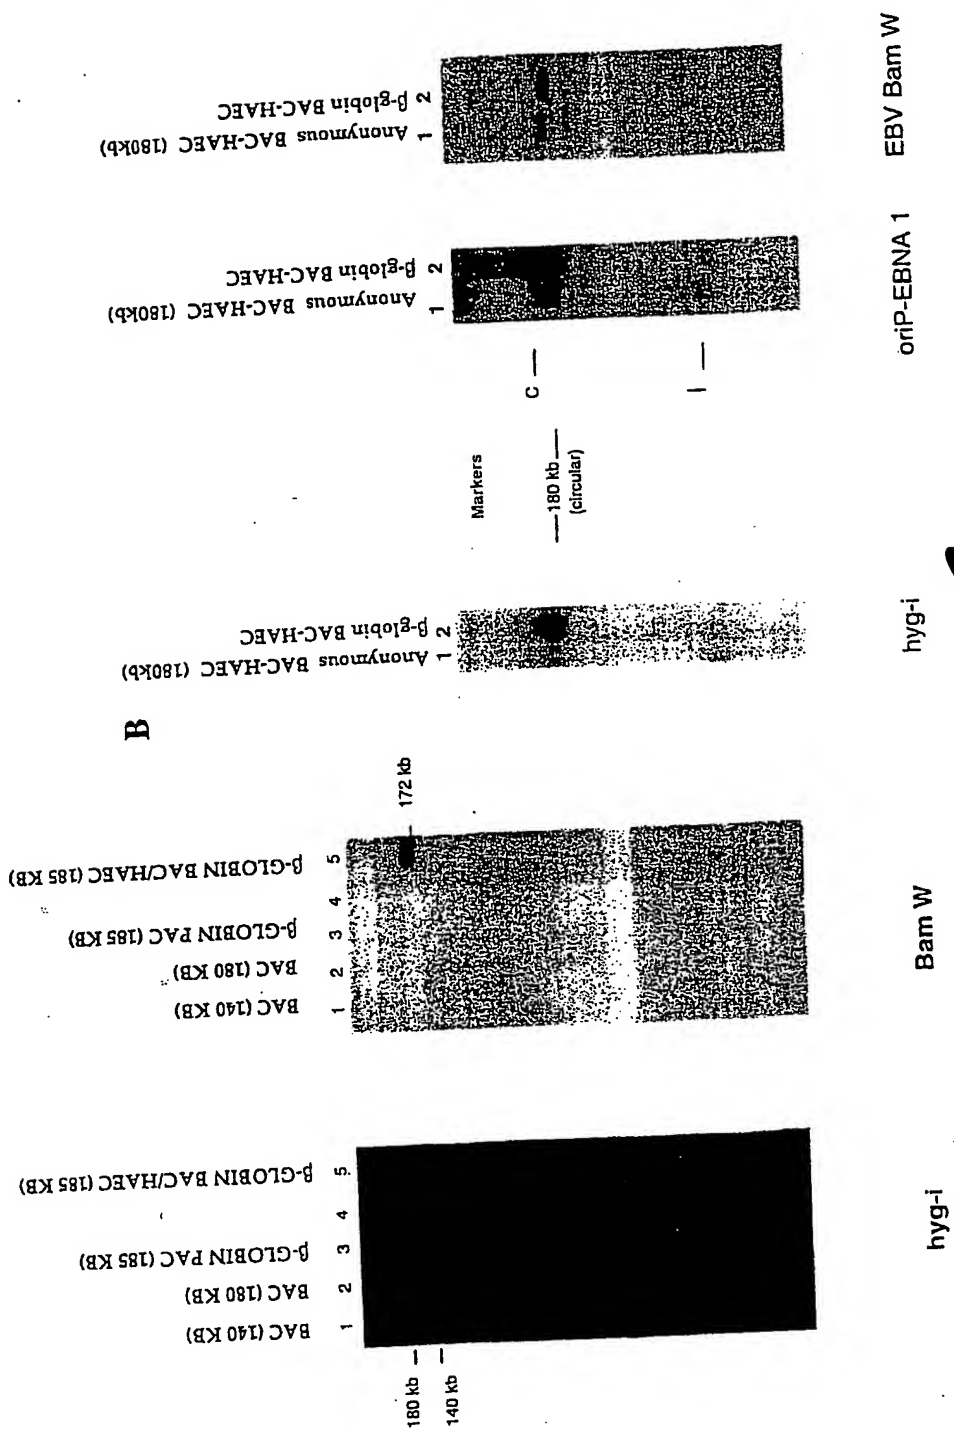 BAC (140 KB)
BAC (180 KB)
β-GLOBIN PAC (185 KB)
β-GLOBIN BAC/HAEC (185 KB)
1 2 3 4 5
180 kb
140 kb
hyg-i
BAC (140 KB)
BAC (180 KB)
β-GLOBIN PAC (185 KB)
β-GLOBIN BAC/HAEC (185 KB)
1 2 3 4 5
172 kb
Bam W
B
Anonymous BAC-HAEC (180kb)
β-globin BAC-HAEC
1 2
hyg-i
Markers
180 kb
(circular)
C
l
Anonymous BAC-HAEC (180kb)
β-globin BAC-HAEC
1 2
oriP-EBNA 1
Anonymous BAC-HAEC (180kb)
β-globin BAC-HAEC
1 2
EBV Bam W